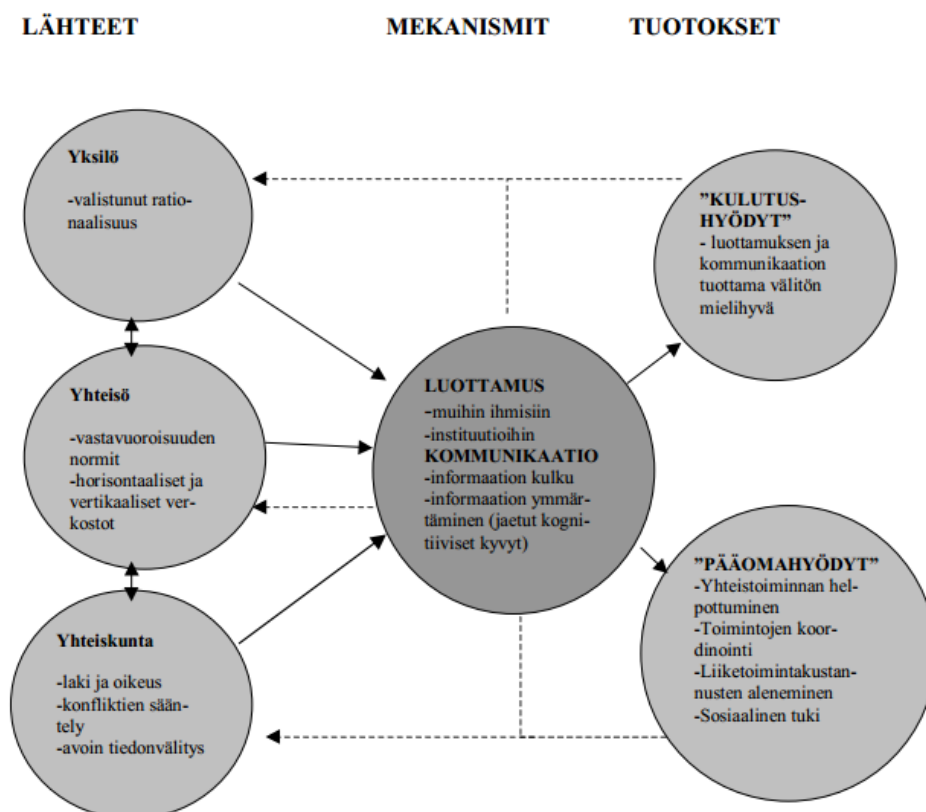 LÄHTEET
MEKANISMIT
TUOTOKSET
Yksilö
-valistunut ratio-
naalisuus
Yhteisö
-vastavuoroisuuden
normit
-horisontaaliset ja
vertikaaliset ver-
kostot
Yhteiskunta
-laki ja oikeus
-konfliktien sään-
tely
-avoin tiedonvälitys
LUOTTAMUS
-muihin ihmisiin
-instituutioihin
KOMMUNIKAATIO
-informaation kulku
-informaation ymmär-
täminen (jaetut kogni-
tiiviset kyvyt)
”KULUTUS-
HYÖDYT”
- luottamuksen ja
kommunikaation
tuottama välitön
mielihyvä
”PÄÄOMAHYÖDYT”
-Yhteistoiminnan hel-
pottuminen
-Toimintojen koor-
dinointi
-Liiketoimintakustan-
nusten aleneminen
-Sosiaalinen tuki